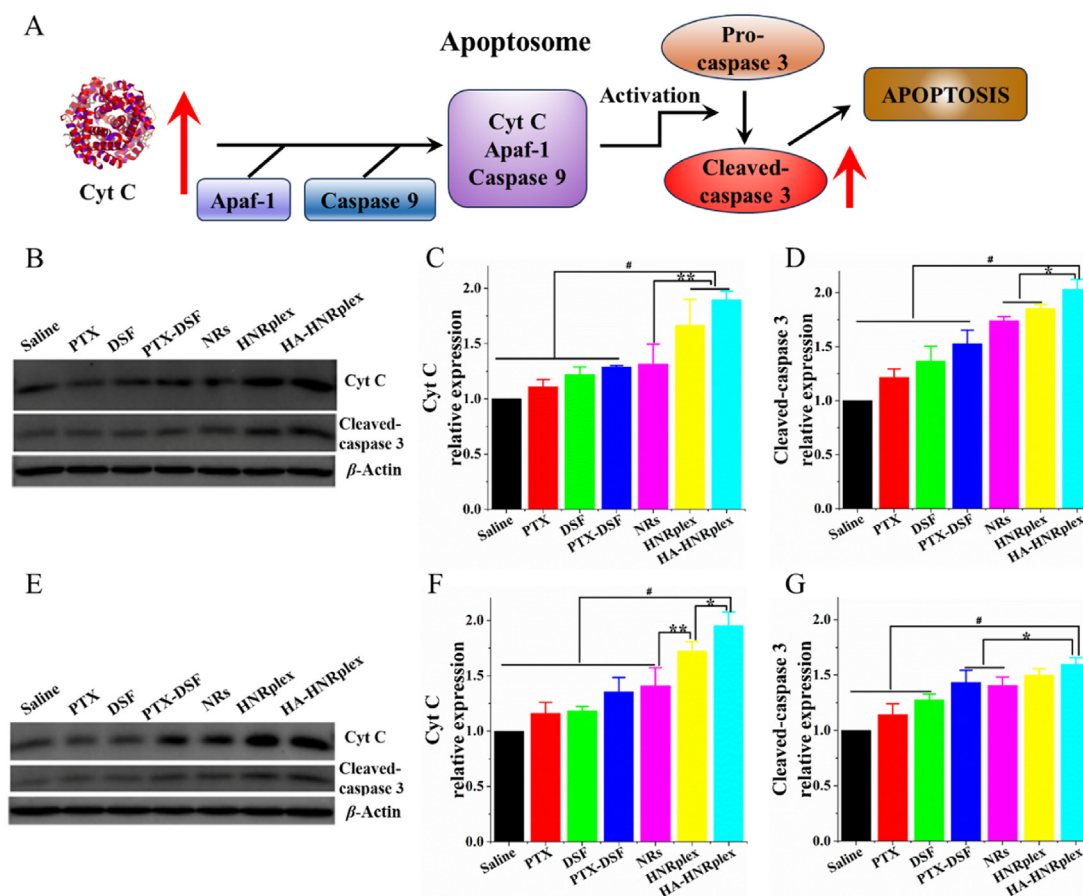 A
Apoptosome
Pro-
caspase 3
Activation
APOPTOSIS
Cyt C
Apaf-1
Caspase 9
Cleaved-
caspase 3
Cyt C
Apaf-1
Caspase 9
B
Saline
PTX
DSF
PTX-DSF
NRs
HNRplex
HA-HNRplex
Cyt C
Cleaved-
caspase 3
β-Actin
C
Cyt C
relative expression
2.0
1.5
1.0
0.5
0.0
#
**
Saline
PTX
DSF
PTX-DSF
NRs
HNRplex
HA-HNRplex
D
Cleaved-caspase 3
relative expression
2.0
1.5
1.0
0.5
0.0
#
*
Saline
PTX
DSF
PTX-DSF
NRs
HNRplex
HA-HNRplex
E
Saline
PTX
DSF
PTX-DSF
NRs
HNRplex
HA-HNRplex
Cyt C
Cleaved-
caspase 3
β-Actin
F
Cyt C
relative expression
2.0
1.5
1.0
0.5
0.0
#
**
*
Saline
PTX
DSF
PTX-DSF
NRs
HNRplex
HA-HNRplex
G
Cleaved-caspase 3
relative expression
2.0
1.5
1.0
0.5
0.0
#
*
Saline
PTX
DSF
PTX-DSF
NRs
HNRplex
HA-HNRplex